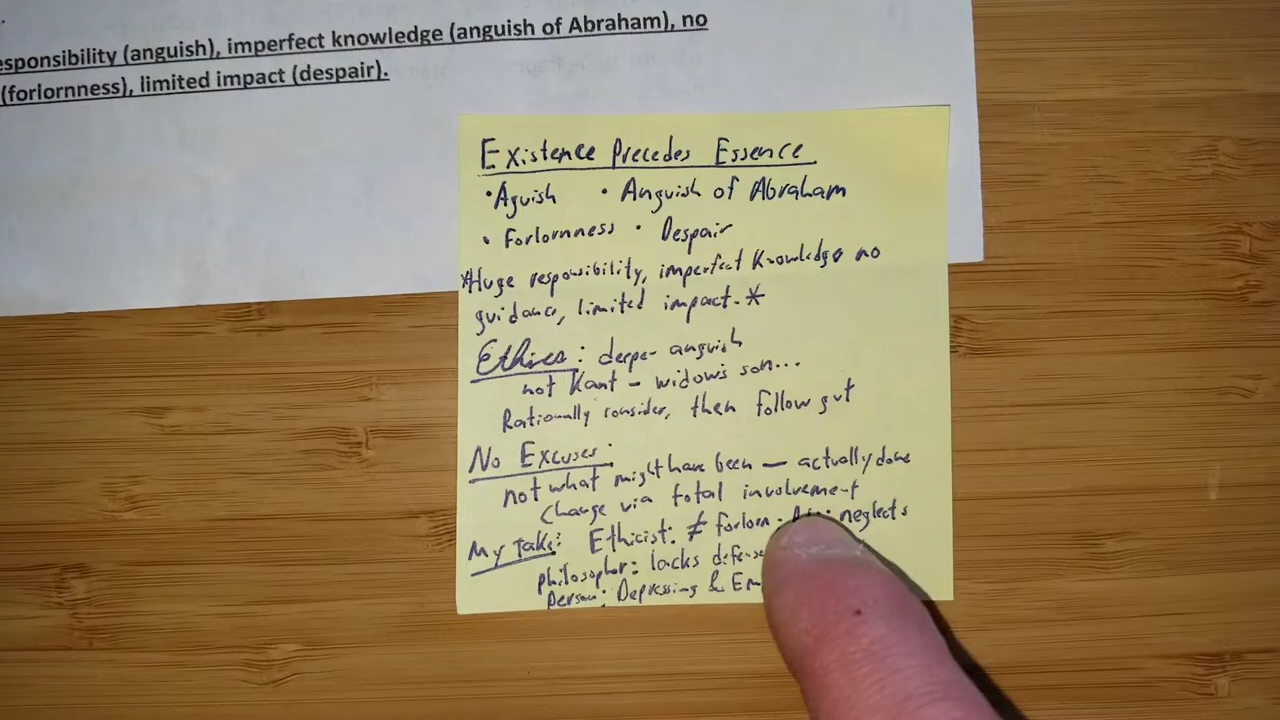 esponsibility (anguish), imperfect knowledge (anguish of Abraham), no
(forlornness), limited impact (despair).
Existence Precedes Essence
• Aguish • Anguish of Abraham
• Forlornness • Despair
*Huge responsibility, imperfect knowledge no
guidance, limited impact. *
Ethics: deeper anguish
not Kant - widow's son...
Rationally consider, then follow gut
No Excuses:
not what might have been — actually done
Change via total involvement
My Take: Ethicist: ≠ forlorn. neglects
philosopher: lacks
person: Depressing &